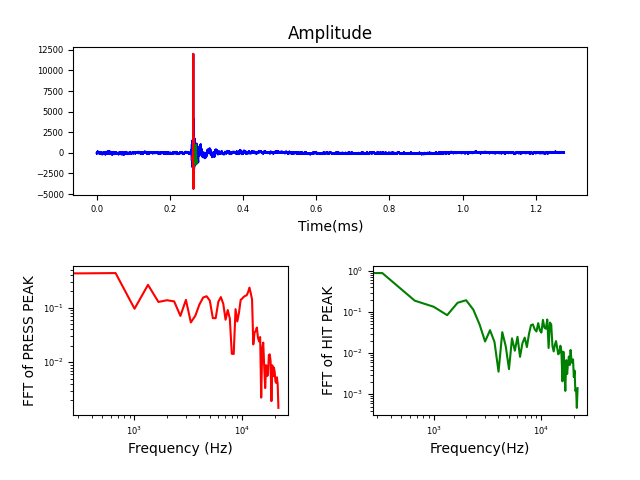 Amplitude
12500
10000
7500
5000
2500
0
−2500
−5000
0.0 0.2 0.4 0.6 0.8 1.0 1.2
Time(ms)
FFT of PRESS PEAK
10⁻¹
10⁻²
10³ 10⁴
Frequency (Hz)
FFT of HIT PEAK
10⁰
10⁻¹
10⁻²
10⁻³
10³ 10⁴
Frequency(Hz)